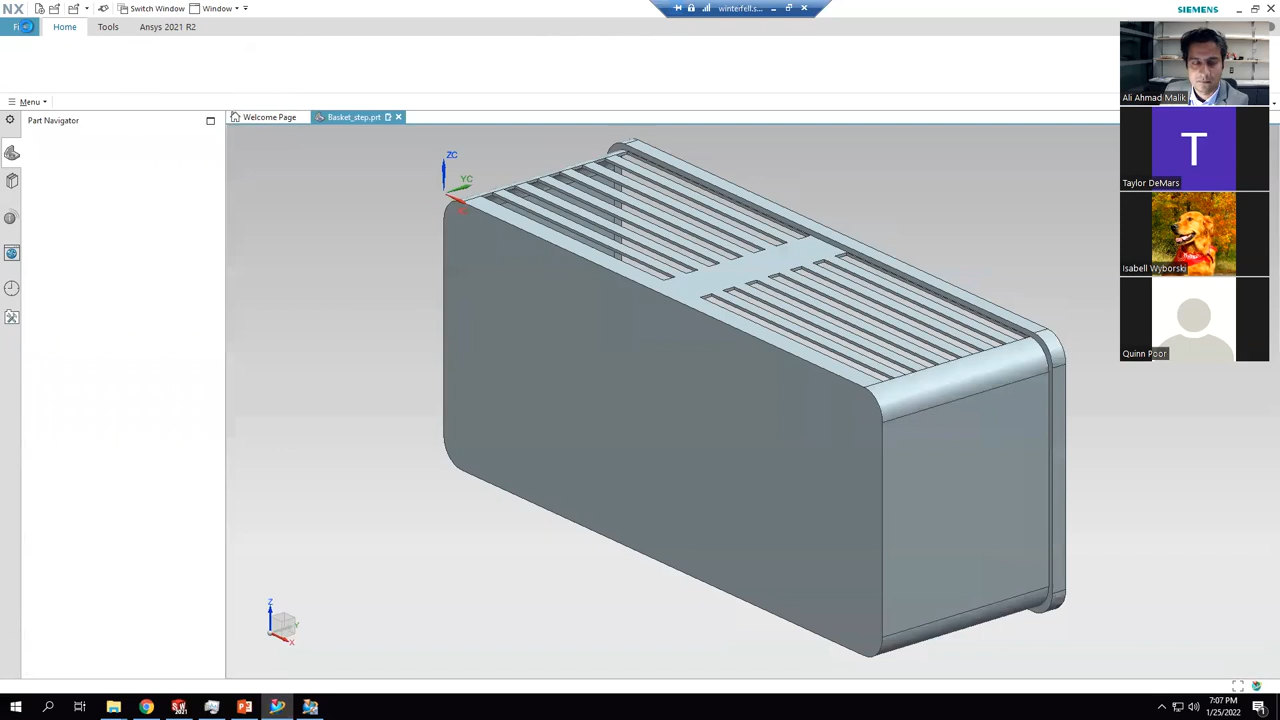 NX
Switch Window
Window
winterfell.s...
SIEMENS
Home
Tools
Ansys 2021 R2
Menu
Part Navigator
Welcome Page
Basket_step.prt
ZC
YC
Z
Y
X
Ali Ahmad Malik
Taylor DeMars
T
Isabell Wyborski
Quinn Poor
7:07 PM
1/25/2022